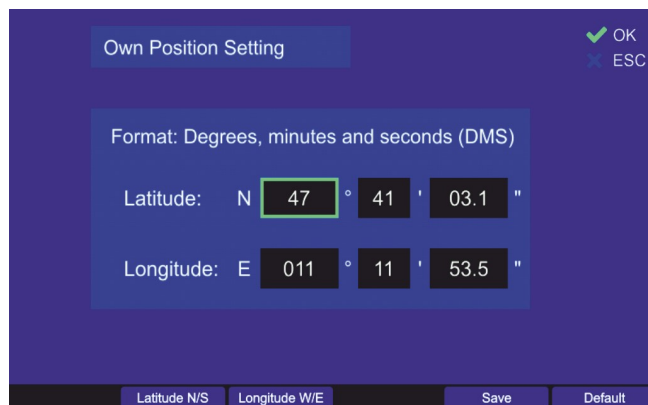 Own Position Setting
OK
ESC
Format: Degrees, minutes and seconds (DMS)
Latitude: N 47 ° 41 ' 03.1 "
Longitude: E 011 ° 11 ' 53.5 "
Latitude N/S Longitude W/E Save Default